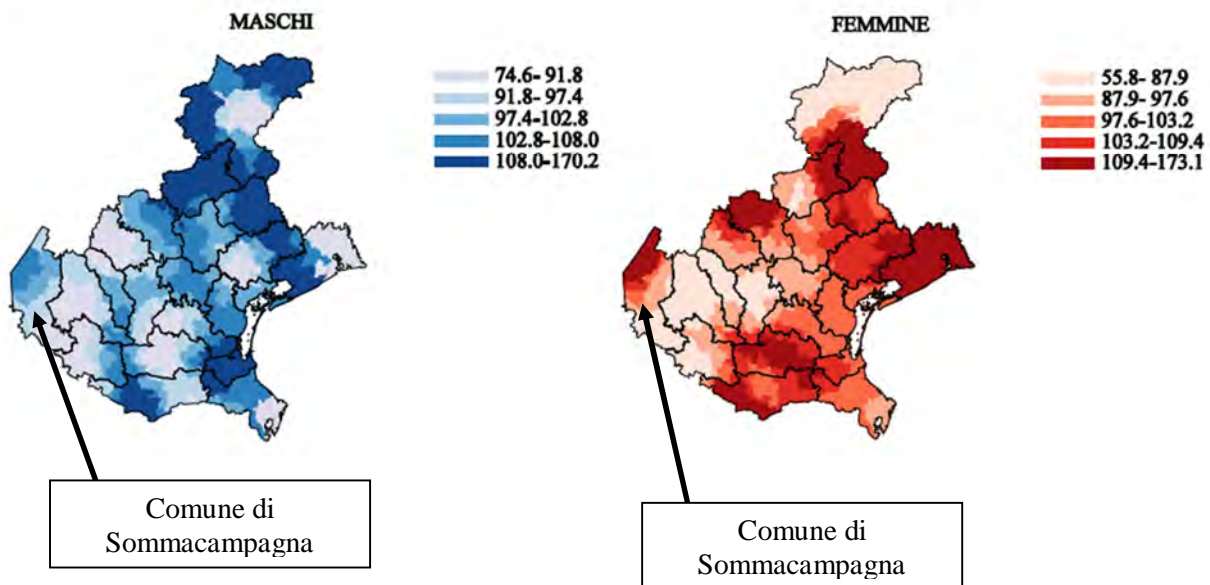 MASCHI
74.6- 91.8
91.8- 97.4
97.4-102.8
102.8-108.0
108.0-170.2
Comune di
Sommacampagna
FEMMINE
55.8- 87.9
87.9- 97.6
97.6-103.2
103.2-109.4
109.4-173.1
Comune di
Sommacampagna